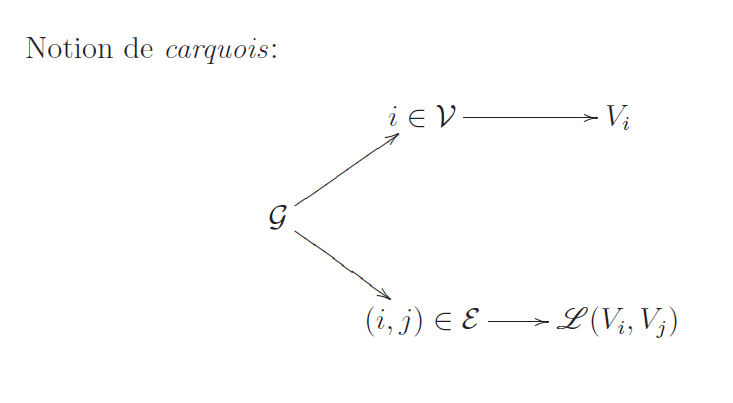 Notion de carquois:
i ∈ 𝒱 → V_i
𝒢
(i, j) ∈ ℰ → ℒ(V_i, V_j)